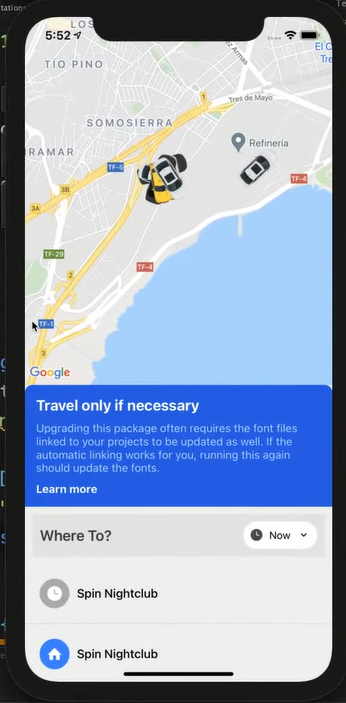 LOS
5:52
El C
Tre
TÍO PINO
1
Tres de Mayo
SOMOSIERRA
Refinería
RAMAR
TF-5
TF-4
3B
3A
TF-29
2
TF-4
TF-1
3
Google
Travel only if necessary
Upgrading this package often requires the font files
linked to your projects to be updated as well. If the
automatic linking works for you, running this again
should update the fonts.
Learn more
Where To?
Now
Spin Nightclub
Spin Nightclub